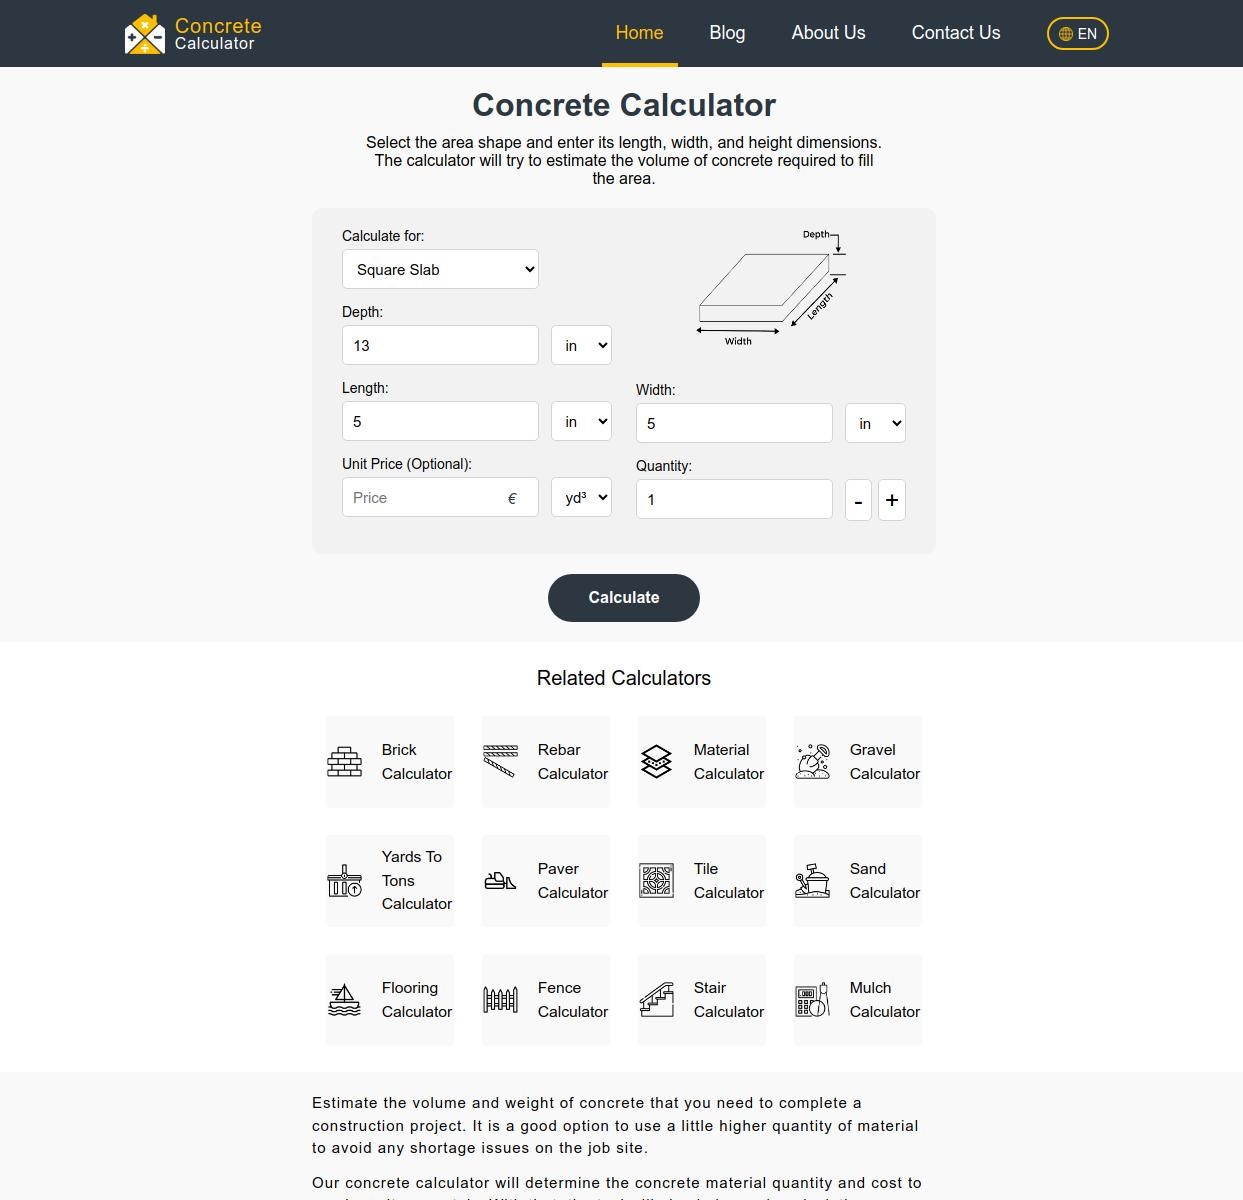 Concrete
Calculator
Home
Blog
About Us
Contact Us
EN
Concrete Calculator
Select the area shape and enter its length, width, and height dimensions.
The calculator will try to estimate the volume of concrete required to fill
the area.
Calculate for:
Square Slab
Depth
Length
Width
Depth:
13
in
Length:
5
in
Width:
5
in
Unit Price (Optional):
Price €
yd³
Quantity:
1
-
+
Calculate
Related Calculators
Brick
Calculator
Rebar
Calculator
Material
Calculator
Gravel
Calculator
Yards To
Tons
Calculator
Paver
Calculator
Tile
Calculator
Sand
Calculator
Flooring
Calculator
Fence
Calculator
Stair
Calculator
Mulch
Calculator
Estimate the volume and weight of concrete that you need to complete a
construction project. It is a good option to use a little higher quantity of material
to avoid any shortage issues on the job site.
Our concrete calculator will determine the concrete material quantity and cost to